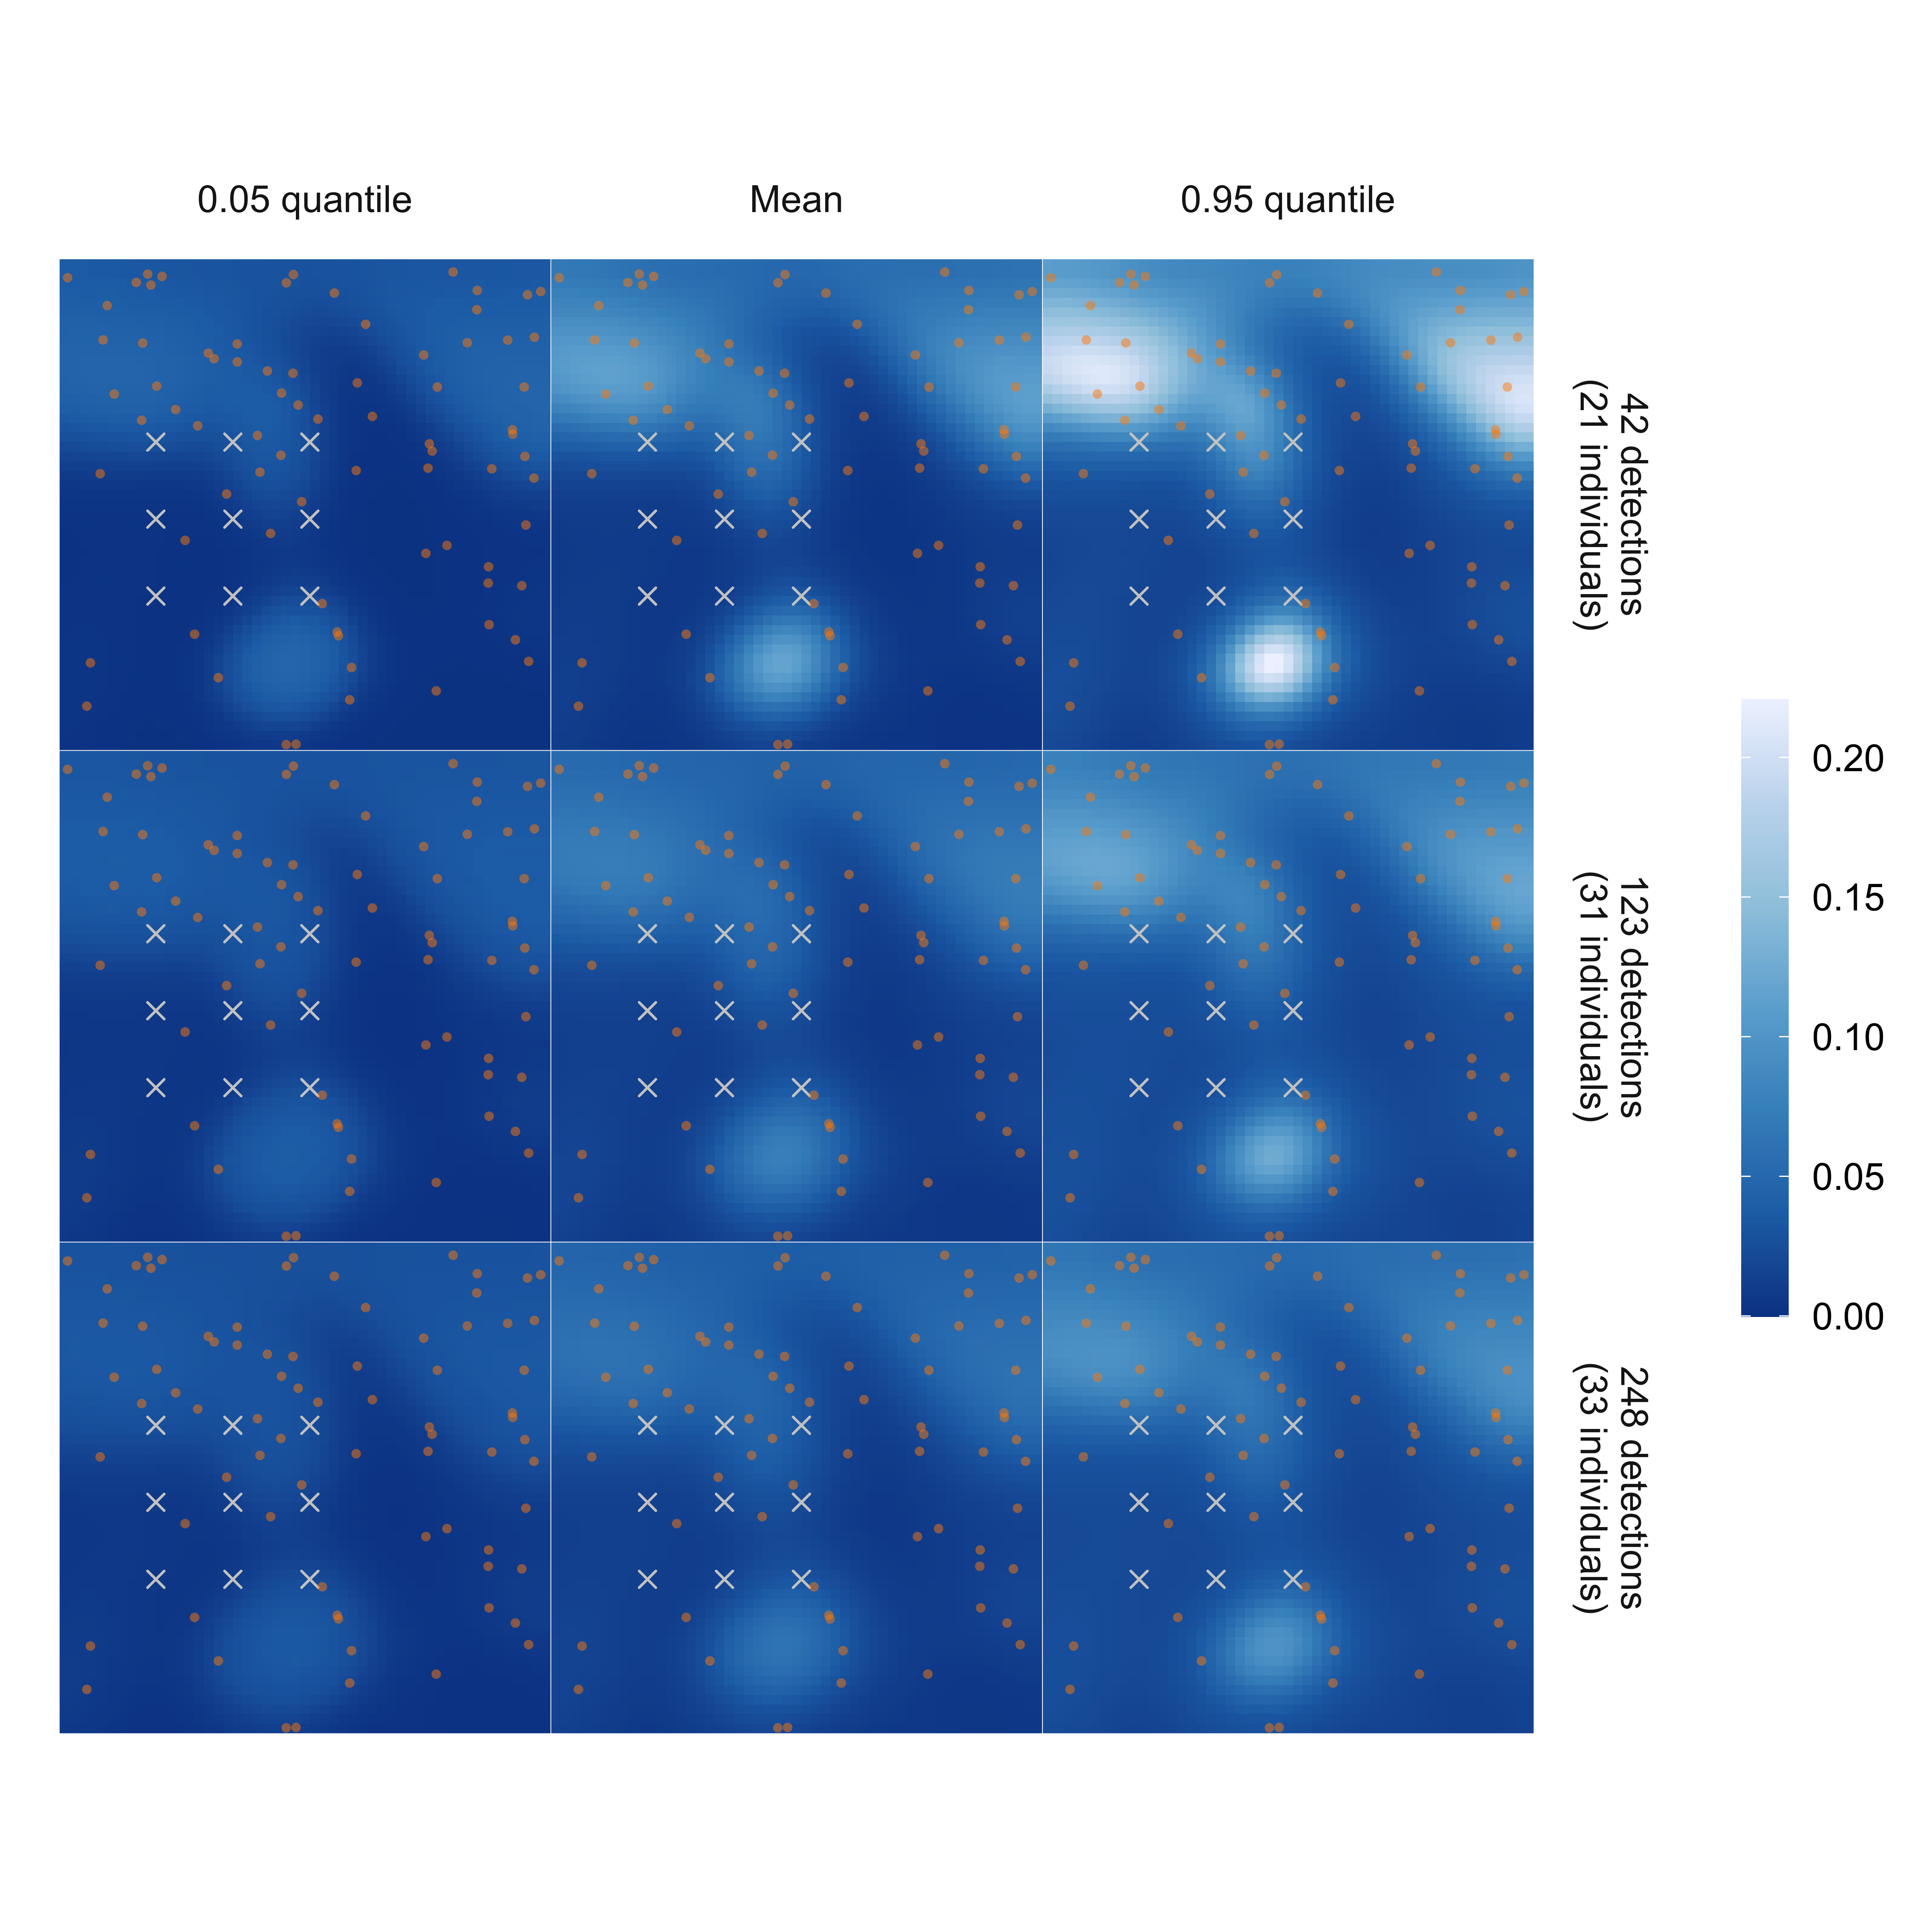 0.05 quantile
Mean
0.95 quantile
42 detections
(21 individuals)
123 detections
(31 individuals)
248 detections
(33 individuals)
0.20
0.15
0.10
0.05
0.00